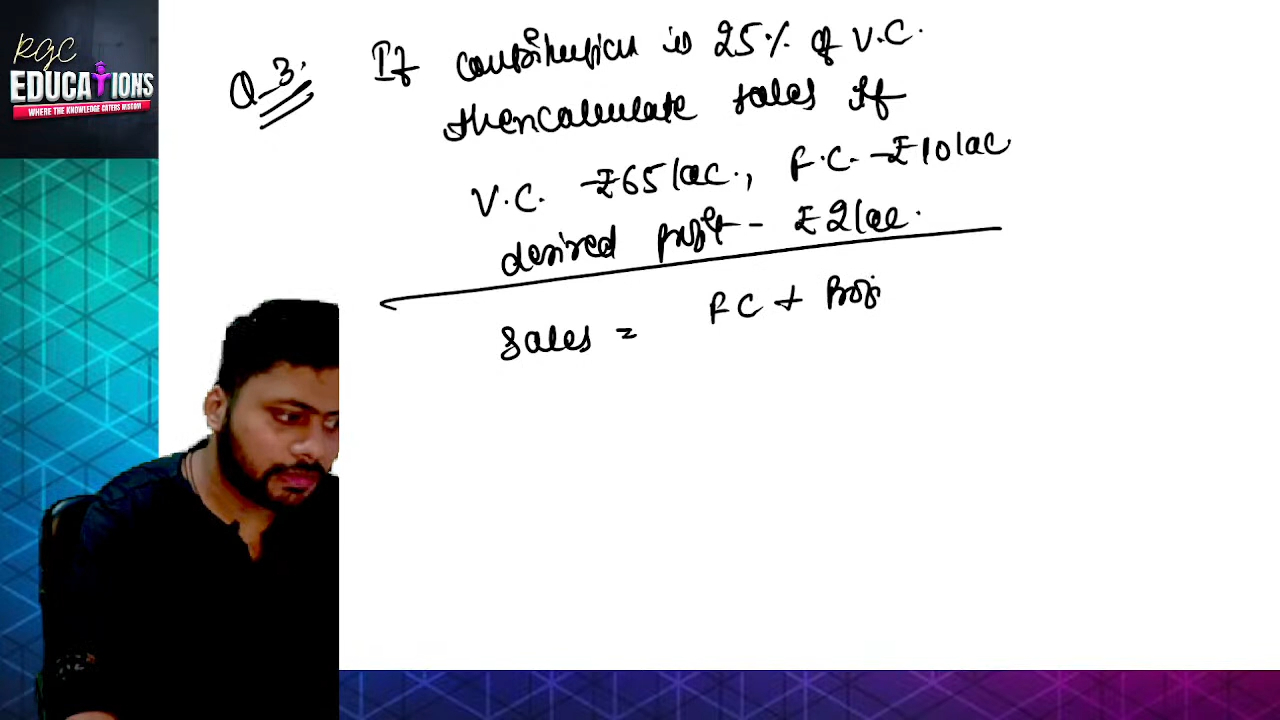 RGC
EDUCATIONS
WHERE THE KNOWLEDGE CATERS WISDOM
Q-3. If contribution is 25% of V.C.
then calculate sales if
V.C. - ₹65 lac., F.C. - ₹10 lac
desired profit - ₹2 lac.
Sales = FC + Profi